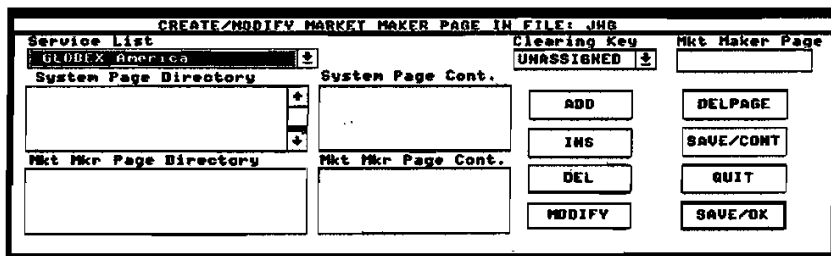 CREATE/MODIFY MARKET MAKER PAGE IN FILE: JWB
Service List
Clearing Key
Mkt Maker Page
GLOBEX America
UNASSIGNED
System Page Directory
System Page Cont.
ADD
DELPAGE
INS
SAVE/CONT
Mkt Mkr Page Directory
Mkt Mkr Page Cont.
DEL
QUIT
MODIFY
SAVE/OK